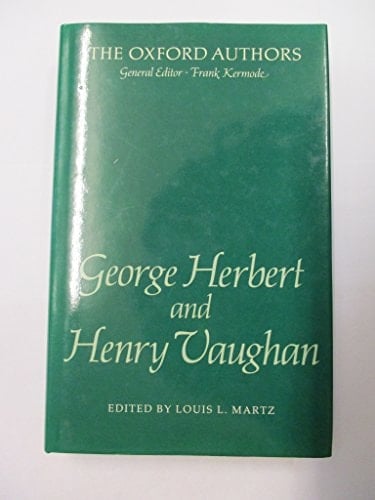 THE OXFORD AUTHORS
General Editor · Frank Kermode
George Herbert
and
Henry Vaughan
EDITED BY LOUIS L. MARTZ